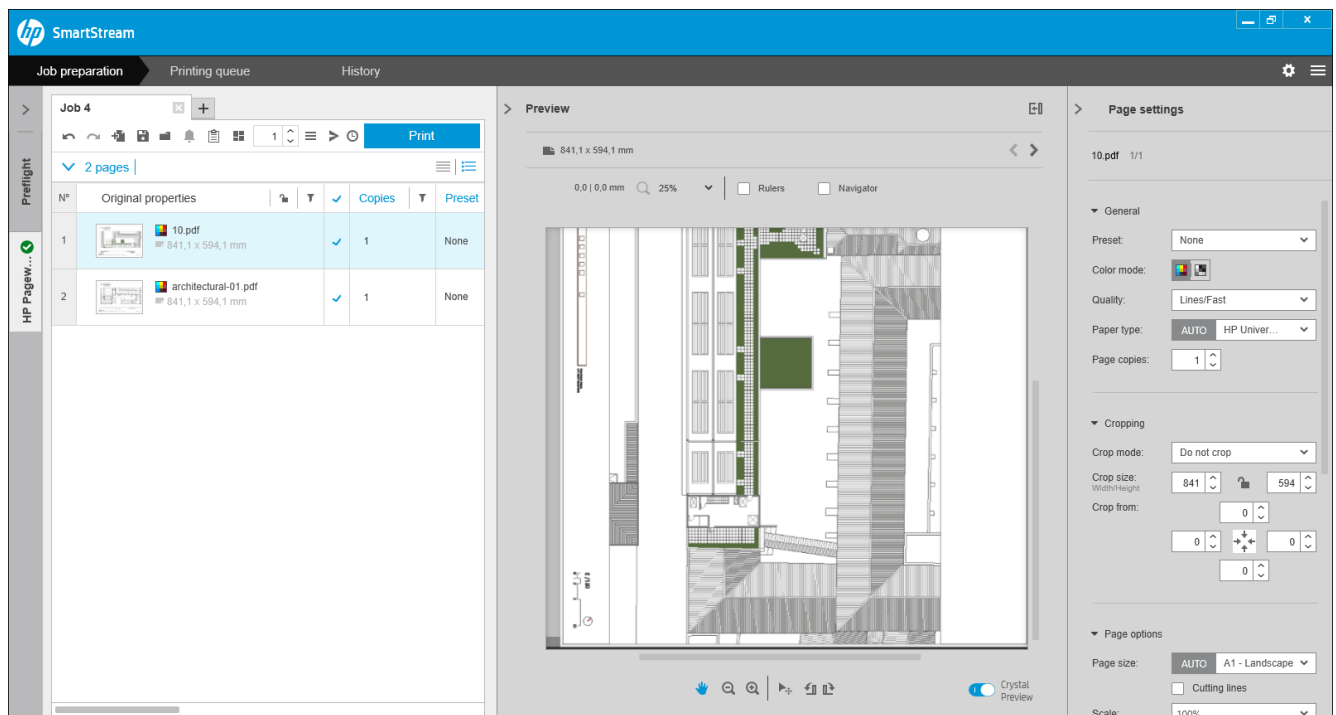 hp SmartStream
Job preparation Printing queue History
Job 4
1 Print
2 pages
Nº Original properties Copies Preset
1 10.pdf 1 None
841,1 x 594,1 mm
2 architectural-01.pdf 1 None
841,1 x 594,1 mm
Preflight
HP Pagew...
Preview
841,1 x 594,1 mm
0,0 | 0,0 mm 25% Rulers Navigator
Crystal
Preview
Page settings
10.pdf 1/1
General
Preset: None
Color mode:
Quality: Lines/Fast
Paper type: AUTO HP Univer...
Page copies: 1
Cropping
Crop mode: Do not crop
Crop size: 841 594
Width/Height
Crop from: 0
0 0
0
Page options
Page size: AUTO A1 - Landscape
Cutting lines
Scale: 100%